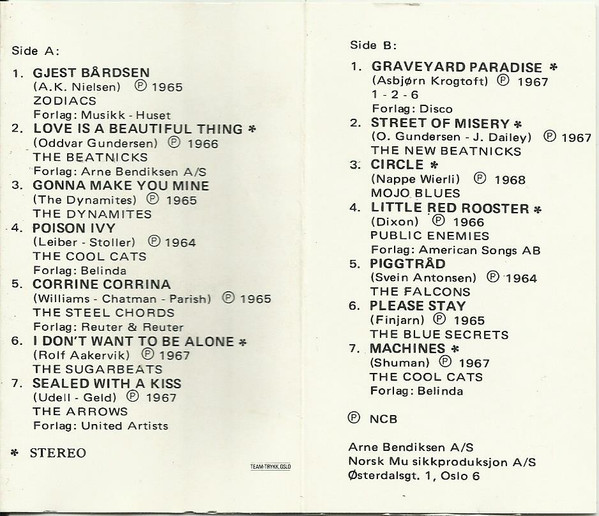 Side A:
1. GJEST BÅRDSEN
(A.K. Nielsen) Ⓟ 1965
ZODIACS
Forlag: Musikk - Huset
2. LOVE IS A BEAUTIFUL THING *
(Oddvar Gundersen) Ⓟ 1966
THE BEATNICKS
Forlag: Arne Bendiksen A/S
3. GONNA MAKE YOU MINE
(The Dynamites) Ⓟ 1965
THE DYNAMITES
4. POISON IVY
(Leiber - Stoller) Ⓟ 1964
THE COOL CATS
Forlag: Belinda
5. CORRINE CORRINA
(Williams - Chatman - Parish) Ⓟ 1965
THE STEEL CHORDS
Forlag: Reuter & Reuter
6. I DON'T WANT TO BE ALONE *
(Rolf Aakervik) Ⓟ 1967
THE SUGARBEATS
7. SEALED WITH A KISS
(Udell - Geld) Ⓟ 1967
THE ARROWS
Forlag: United Artists
* STEREO
TEAM-TRYKK, OSLO
Side B:
1. GRAVEYARD PARADISE *
(Asbjørn Krogtoft) Ⓟ 1967
1 - 2 - 6
Forlag: Disco
2. STREET OF MISERY *
(O. Gundersen - J. Dailey) Ⓟ 1967
THE NEW BEATNICKS
3. CIRCLE *
(Nappe Wierli) Ⓟ 1968
MOJO BLUES
4. LITTLE RED ROOSTER *
(Dixon) Ⓟ 1966
PUBLIC ENEMIES
Forlag: American Songs AB
5. PIGGTRÅD
(Svein Antonsen) Ⓟ 1964
THE FALCONS
6. PLEASE STAY
(Finjarn) Ⓟ 1965
THE BLUE SECRETS
7. MACHINES *
(Shuman) Ⓟ 1967
THE COOL CATS
Forlag: Belinda
Ⓟ NCB
Arne Bendiksen A/S
Norsk Mu sikkproduksjon A/S
Østerdalsgt. 1, Oslo 6